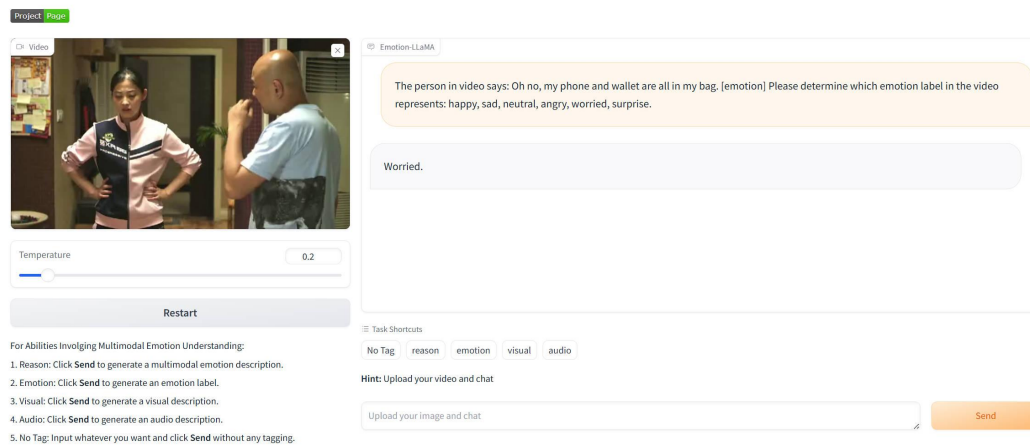 Project Page
Video
Temperature
0.2
Restart
For Abilities Involging Multimodal Emotion Understanding:
1. Reason: Click Send to generate a multimodal emotion description.
2. Emotion: Click Send to generate an emotion label.
3. Visual: Click Send to generate a visual description.
4. Audio: Click Send to generate an audio description.
5. No Tag: Input whatever you want and click Send without any tagging.
Emotion-LLaMA
The person in video says: Oh no, my phone and wallet are all in my bag. [emotion] Please determine which emotion label in the video
represents: happy, sad, neutral, angry, worried, surprise.
Worried.
Task Shortcuts
No Tag
reason
emotion
visual
audio
Hint: Upload your video and chat
Upload your image and chat
Send